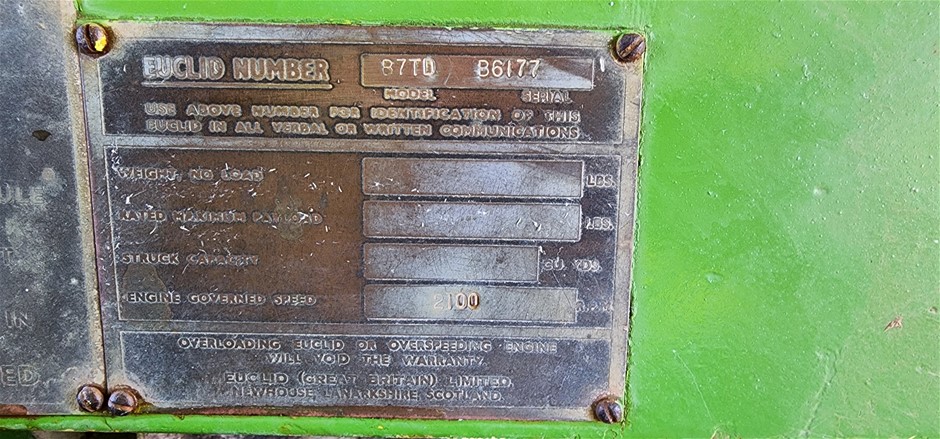 EUCLID NUMBER B7TD B6177
MODEL SERIAL
USE ABOVE NUMBER FOR IDENTIFICATION OF THIS
EUCLID IN ALL VERBAL OR WRITTEN COMMUNICATIONS
WEIGHT, NO LOAD LBS.
RATED MAXIMUM PAYLOAD LBS.
STRUCK CAPACITY CU. YDS.
ENGINE GOVERNED SPEED 2100
OVERLOADING EUCLID OR OVERSPEEDING ENGINE
WILL VOID THE WARRANTY.
EUCLID (GREAT BRITAIN) LIMITED
NEWHOUSE LANARKSHIRE SCOTLAND
IN